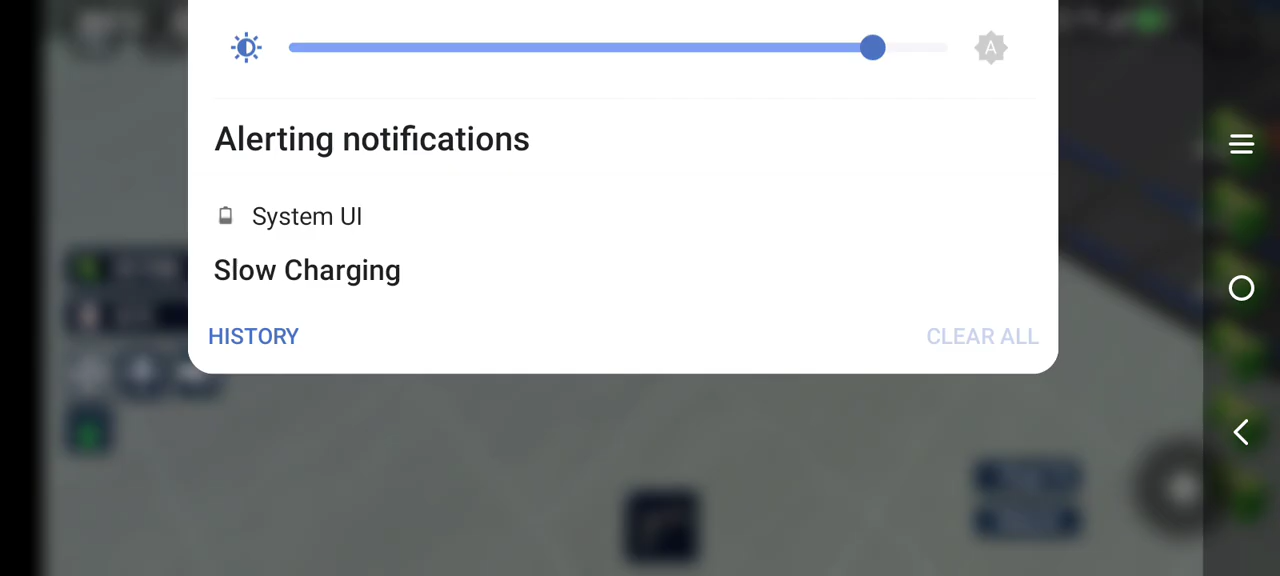 A
Alerting notifications
System UI
Slow Charging
HISTORY
CLEAR ALL